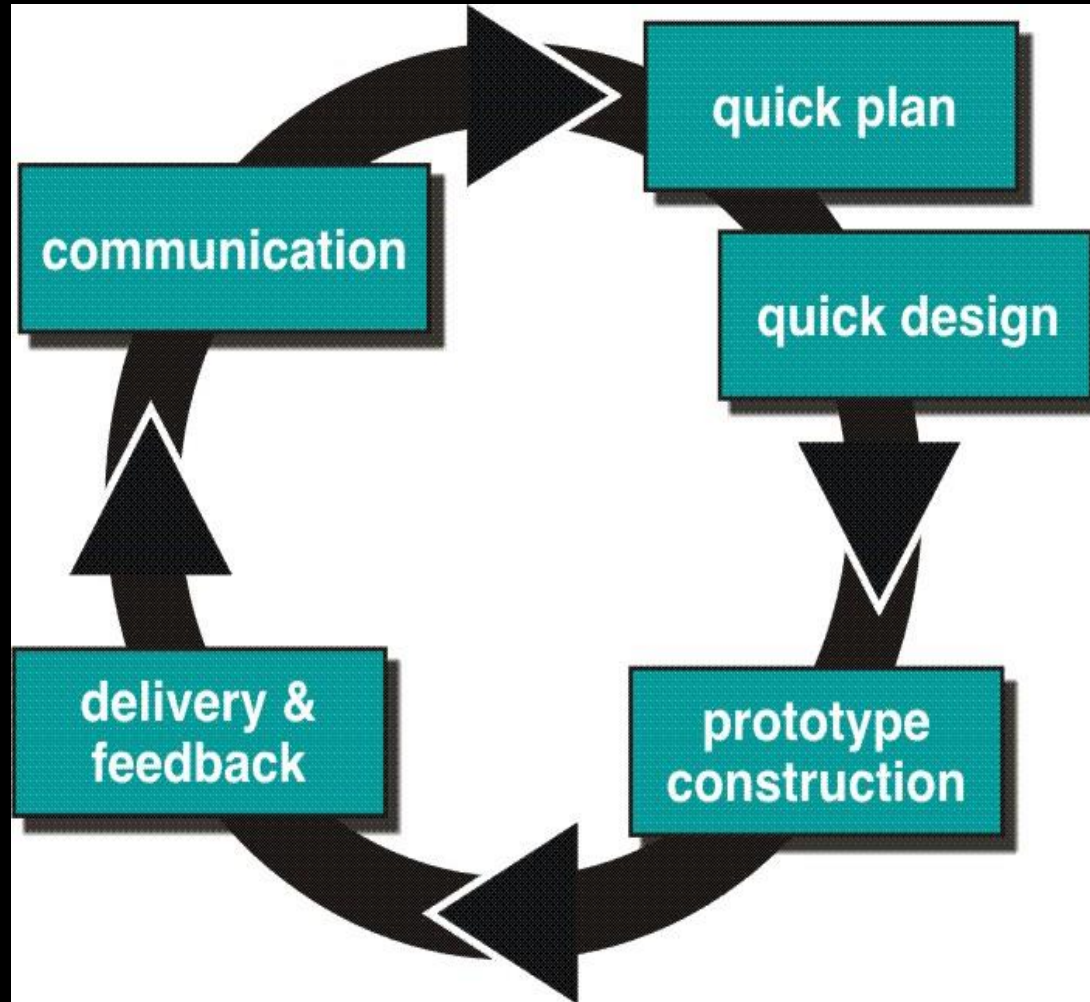 quick plan
communication
quick design
delivery &
feedback
prototype
construction